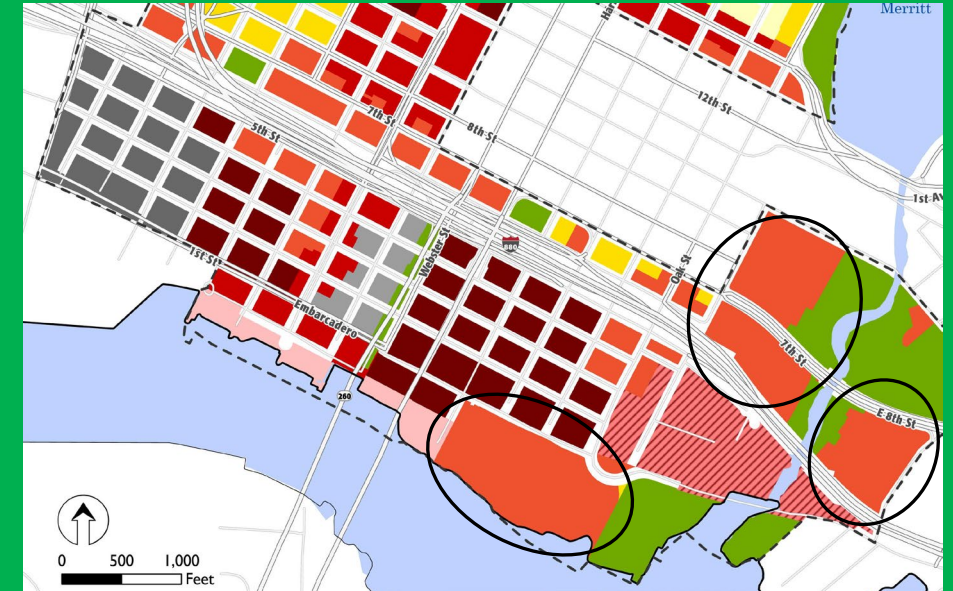 Merritt
12th St
7th St
8th St
5th St
1st Av
880
Webster St
Oak St
1st St
Embarcadero
7th St
260
E 8th St
0 500 1,000
Feet